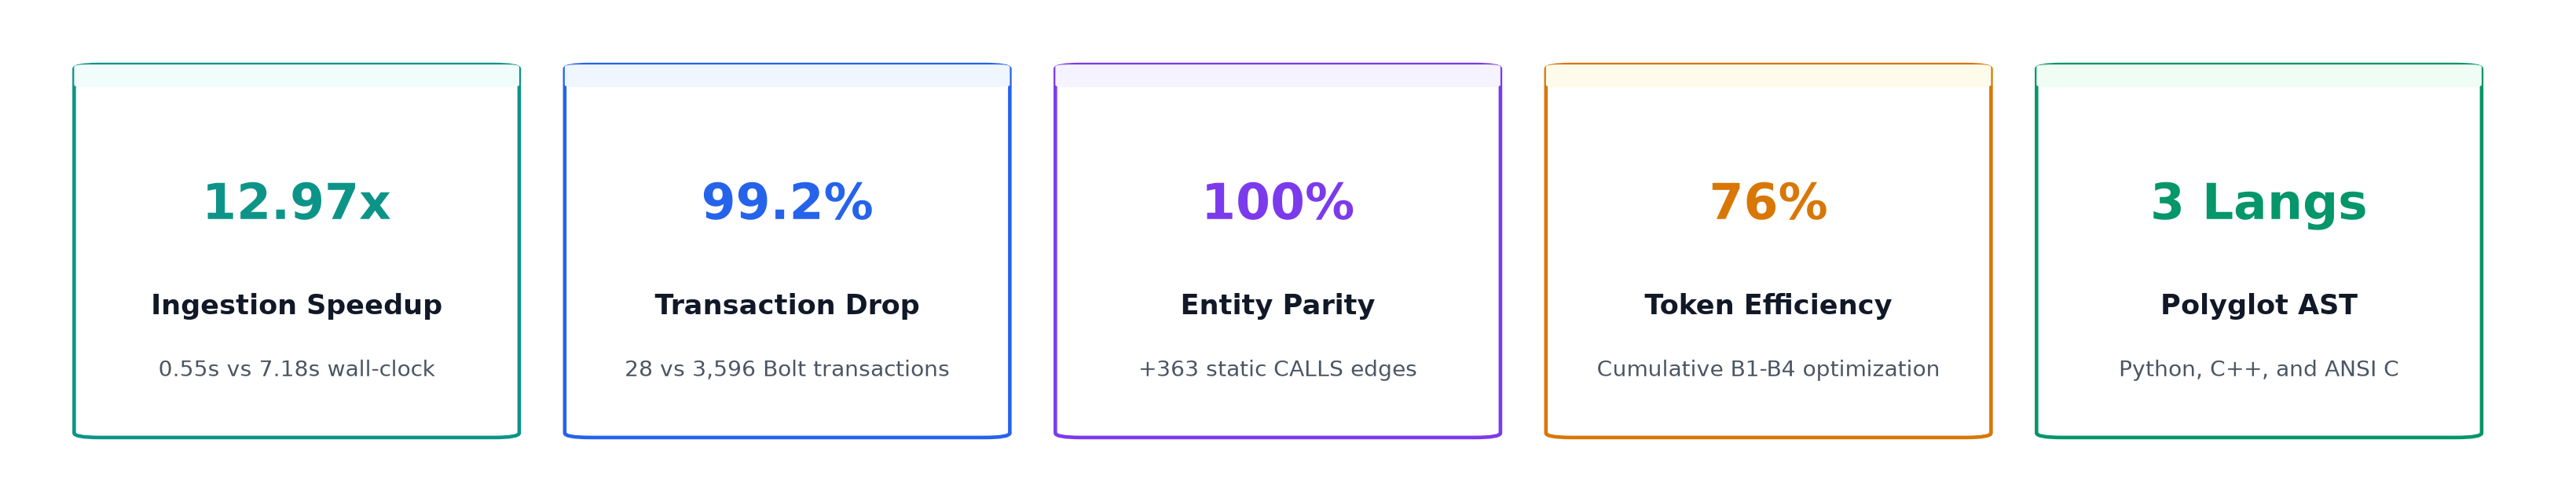 12.97x
Ingestion Speedup
0.55s vs 7.18s wall-clock
99.2%
Transaction Drop
28 vs 3,596 Bolt transactions
100%
Entity Parity
+363 static CALLS edges
76%
Token Efficiency
Cumulative B1-B4 optimization
3 Langs
Polyglot AST
Python, C++, and ANSI C